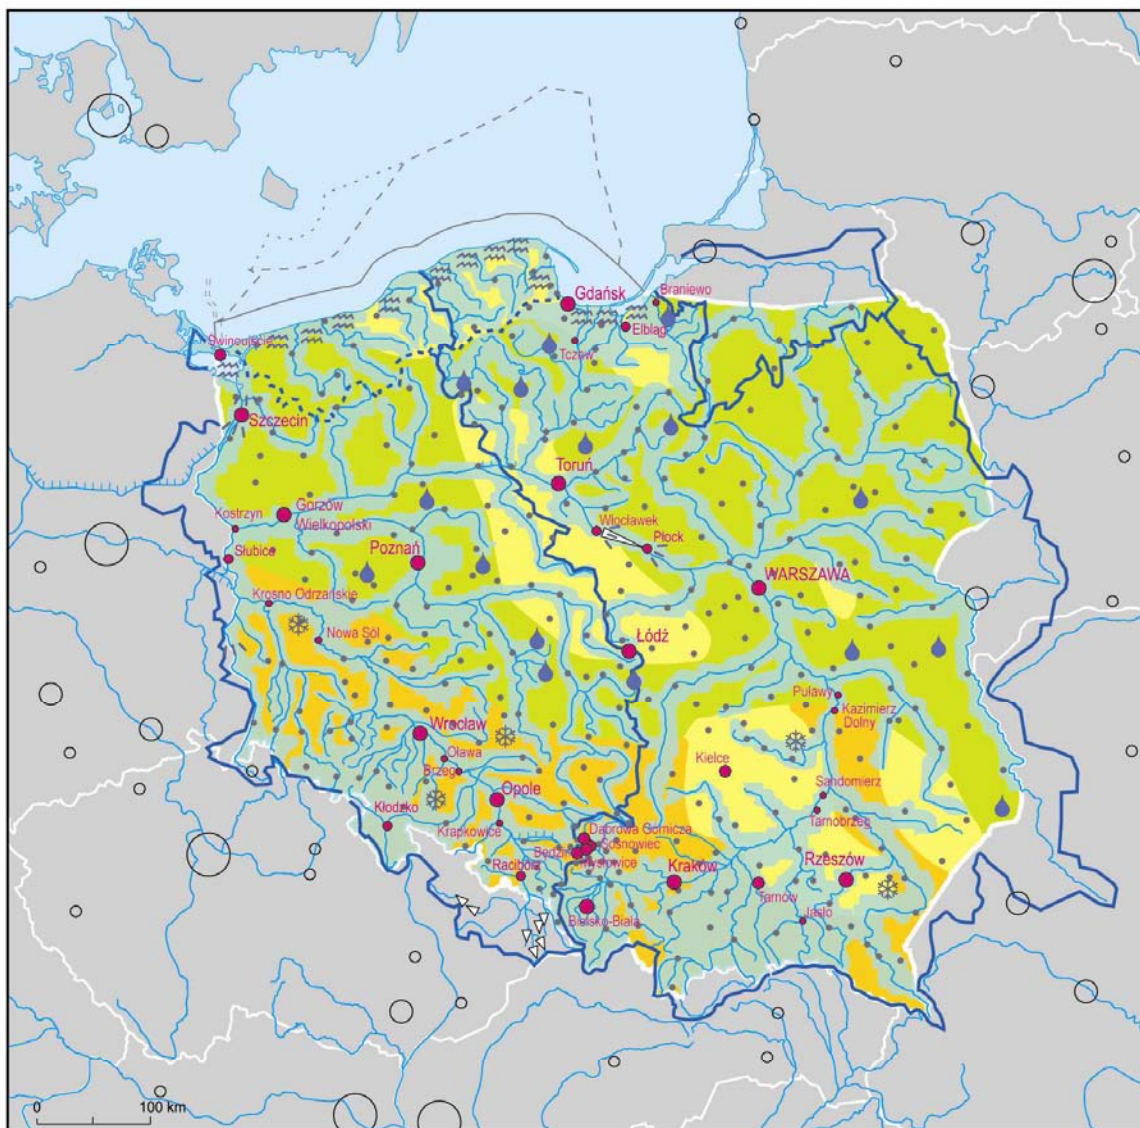 Gdańsk
Braniewo
Elbląg
Tczew
Świnoujście
Szczecin
Toruń
Kostrzyn
Gorzów
Wielkopolski
Włocławek
Płock
Słubice
Poznań
WARSZAWA
Krosno Odrzańskie
Nowa Sól
Łódź
Puławy
Kazimierz
Dolny
Wrocław
Oława
Brzeg
Kielce
Sandomierz
Opole
Tarnobrzeg
Kłodzko
Krapkowice
Dąbrowa Górnicza
Sosnowiec
Będzin
Mysłowice
Racibórz
Kraków
Tarnów
Rzeszów
Bielsko-Biała
Jasło
0 100 km